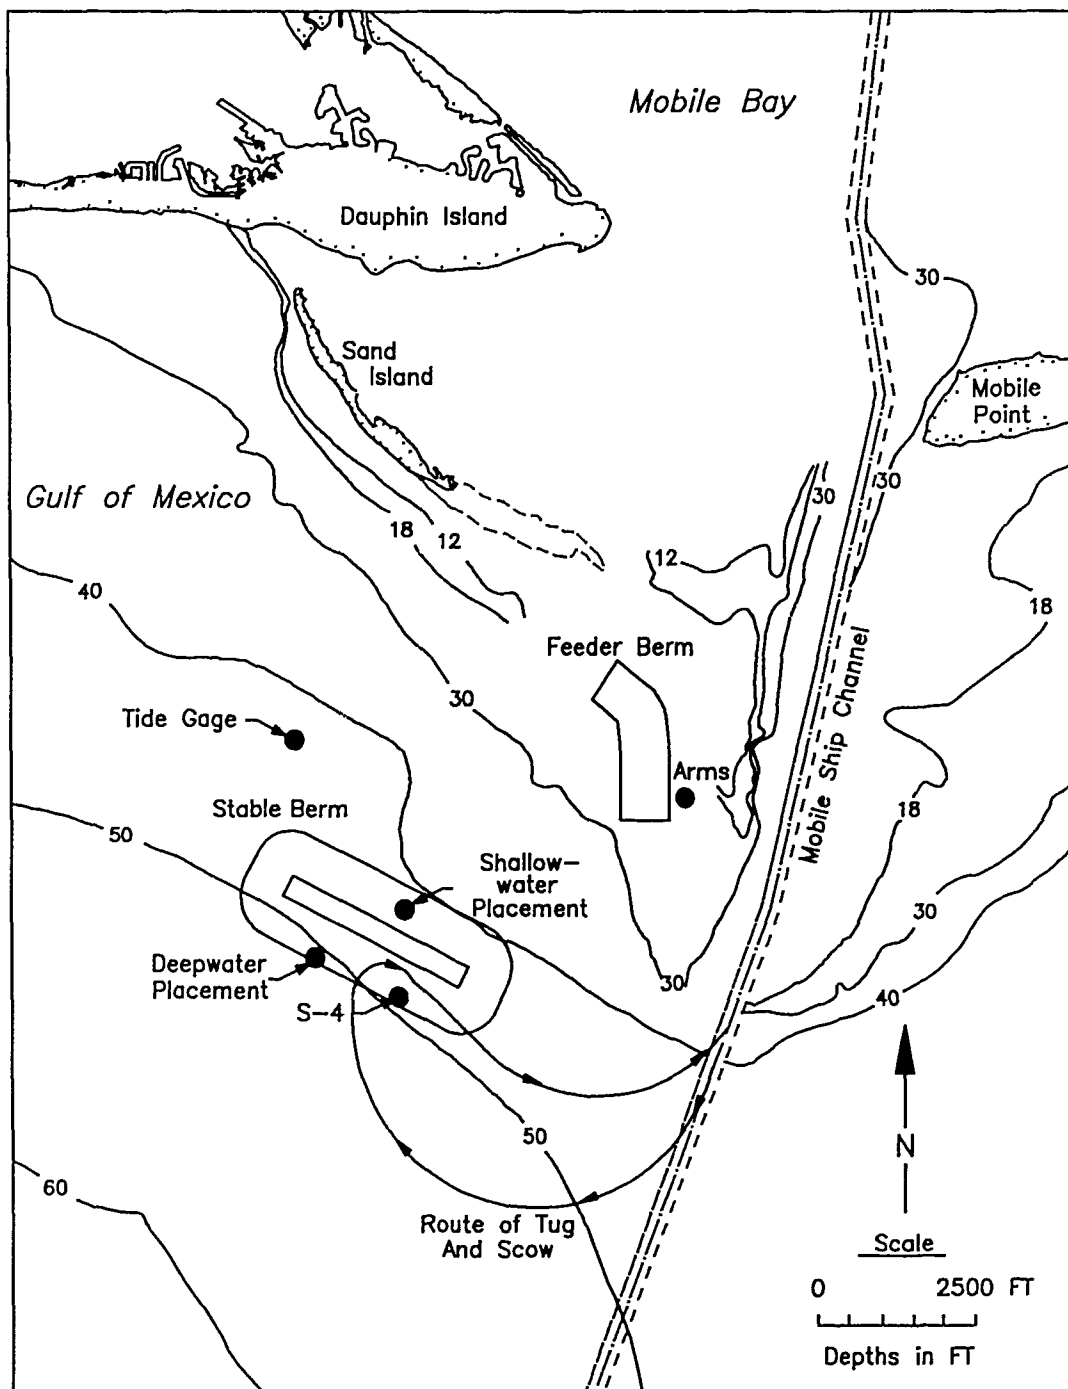 Mobile Bay
Dauphin Island
30
Sand
Island
Mobile
Point
Gulf of Mexico
30
30
18
12
12
40
18
Feeder Berm
30
Mobile Ship Channel
Tide Gage
Arms
Stable Berm
50
18
Shallow-
water
Placement
30
Deepwater
Placement
30
40
S-4
N
50
60
Route of Tug
And Scow
Scale
0 2500 FT
Depths in FT